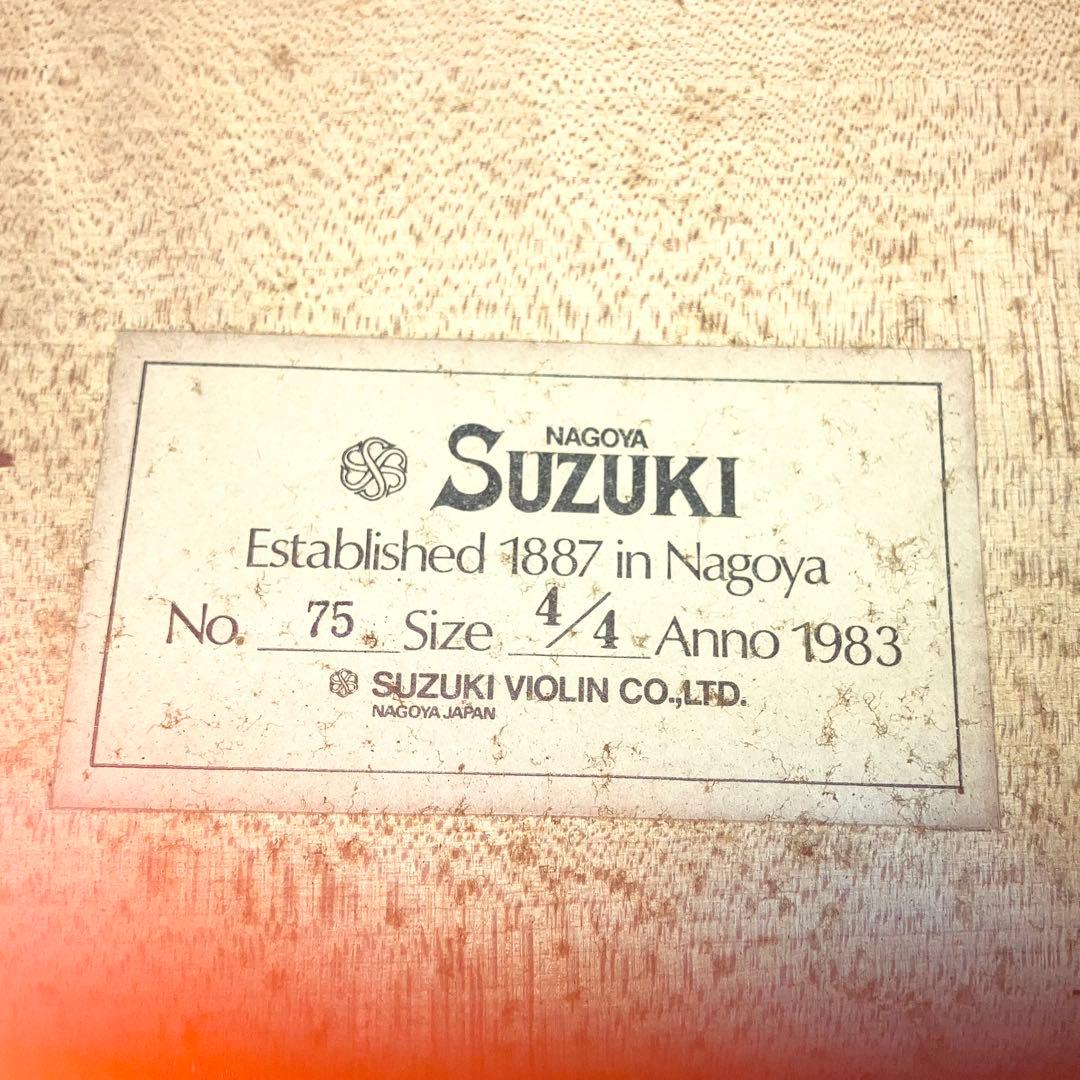 NAGOYA
SUZUKI
Established 1887 in Nagoya
No. 75 Size 4/4 Anno 1983
SUZUKI VIOLIN CO.,LTD.
NAGOYA JAPAN